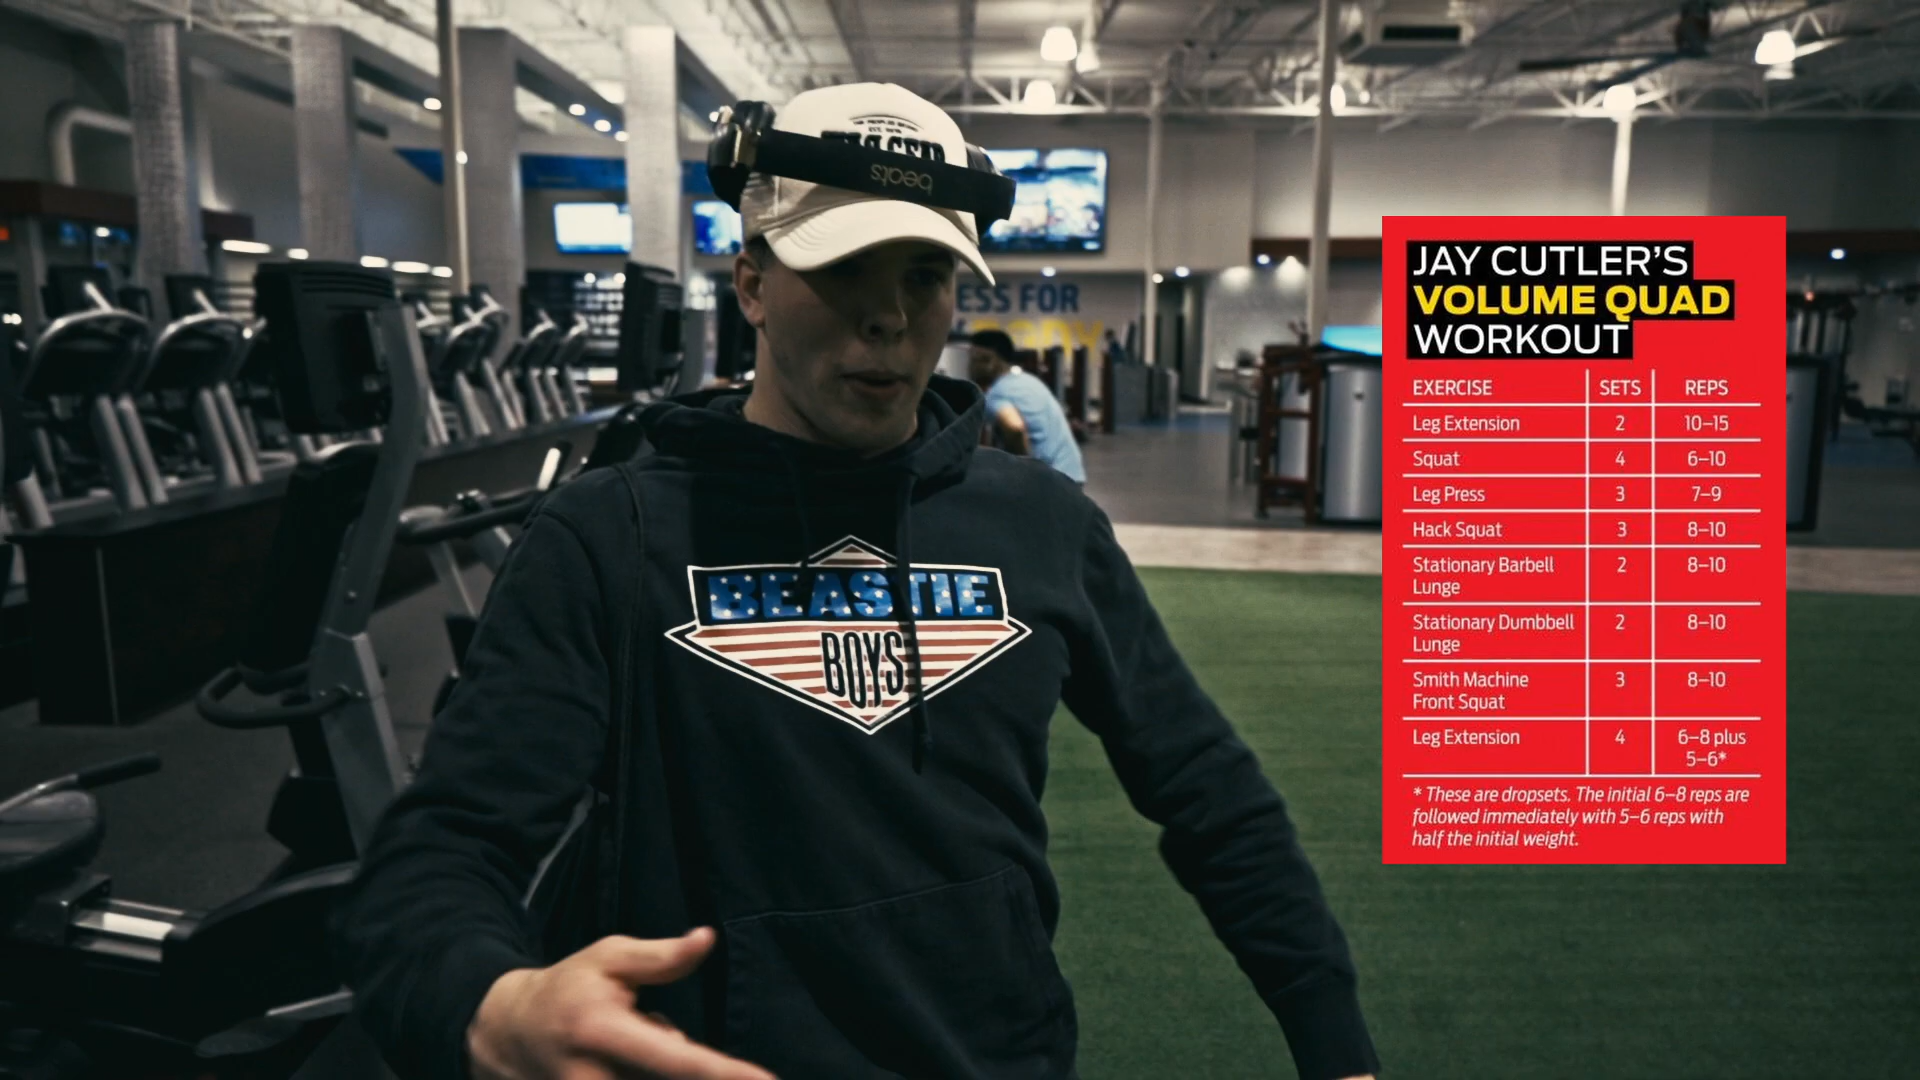 beats
ESS FOR
BEASTIE
BOYS
JAY CUTLER'S
VOLUME QUAD
WORKOUT
EXERCISE SETS REPS
Leg Extension 2 10–15
Squat 4 6–10
Leg Press 3 7–9
Hack Squat 3 8–10
Stationary Barbell 2 8–10
Lunge
Stationary Dumbbell 2 8–10
Lunge
Smith Machine 3 8–10
Front Squat
Leg Extension 4 6–8 plus
5–6*
* These are dropsets. The initial 6–8 reps are
followed immediately with 5–6 reps with
half the initial weight.